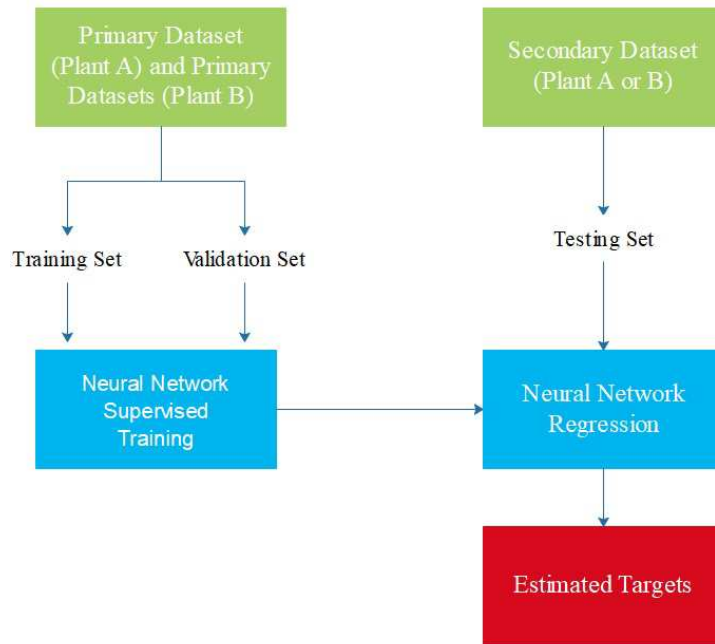 Primary Dataset
(Plant A) and Primary
Datasets (Plant B)
Secondary Dataset
(Plant A or B)
Training Set
Validation Set
Testing Set
Neural Network
Supervised
Training
Neural Network
Regression
Estimated Targets